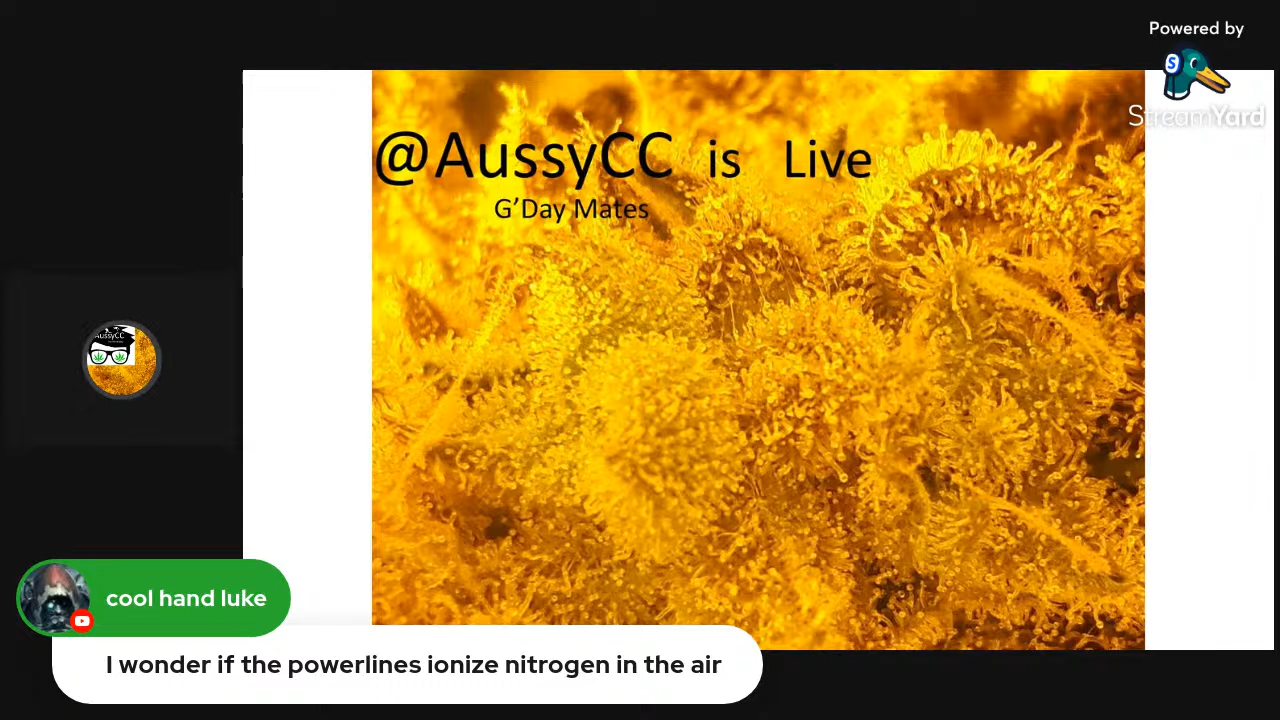 Powered by
StreamYard
@AussyCC is Live
G'Day Mates
AussyCC
cool hand luke
I wonder if the powerlines ionize nitrogen in the air